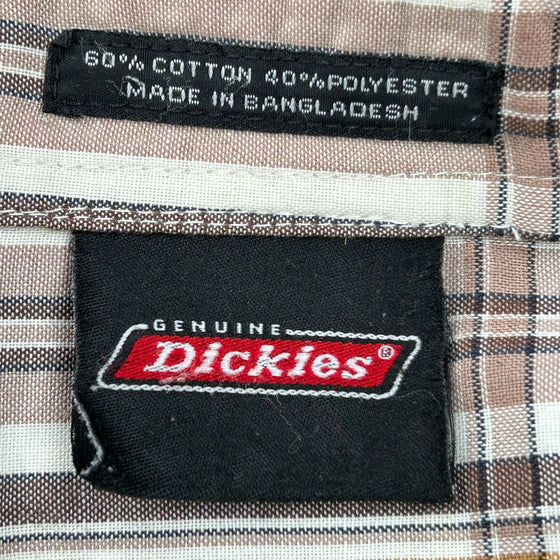 60% COTTON 40% POLYESTER
MADE IN BANGLADESH
GENUINE
Dickies®